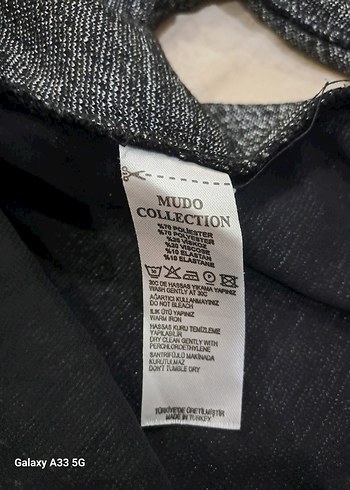 MUDO
COLLECTION
%70 POLİESTER
%70 POLYESTER
%20 VİSKOZ
%20 VISCOSE
%10 ELASTAN
%10 ELASTANE
30C DE HASSAS YIKAMA YAPINIZ
WASH GENTLY AT 30C
AĞARTICI KULLANMAYINIZ
DO NOT BLEACH
ILIK ÜTÜ YAPINIZ
WARM IRON
HASSAS KURU TEMİZLEME
YAPILABİLİR
DRY CLEAN GENTLY WITH
PERCHLOROETHYLENE
SANTRİFÜJLÜ MAKİNADA
KURUTULMAZ
DON'T TUMBLE DRY
TÜRKİYE'DE ÜRETİLMİŞTİR
MADE IN TURKEY
Galaxy A33 5G